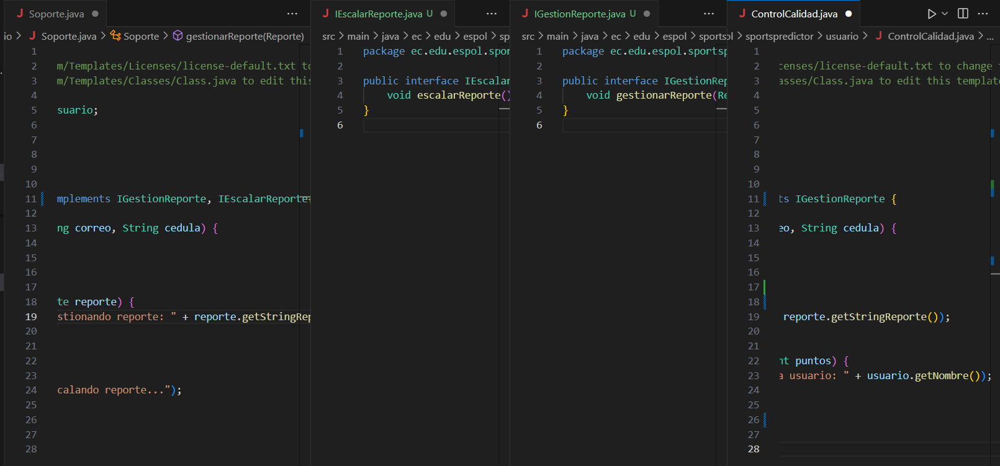 Soporte.java
io > Soporte.java > Soporte > gestionarReporte(Reporte)
1
2 m/Templates/Licenses/license-default.txt to
3 m/Templates/Classes/Class.java to edit this
4
5 suario;
6
7
8
9
10
11 mplements IGestionReporte, IEscalarReporte{
12
13 ng correo, String cedula) {
14
15
16
17
18 te reporte) {
19 stionando reporte: " + reporte.getStringRep
20
21
22
23
24 calando reporte...");
25
26
27
28
IEscalarReporte.java U
src > main > java > ec > edu > espol > sp
1 package ec.edu.espol.spor
2
3 public interface IEscalar
4 void escalarReporte()
5 }
6
IGestionReporte.java U
src > main > java > ec > edu > espol > sportsp
1 package ec.edu.espol.sportsp
2
3 public interface IGestionRep
4 void gestionarReporte(Re
5 }
6
ControlCalidad.java
ol > sportspredictor > usuario > ControlCalidad.java > ...
1
2 censes/license-default.txt to change t
3 asses/Class.java to edit this template
4
5
6
7
8
9
10
11 ts IGestionReporte {
12
13 eo, String cedula) {
14
15
16
17
18
19 reporte.getStringReporte());
20
21
22 nt puntos) {
23 a usuario: " + usuario.getNombre());
24
25
26
27
28